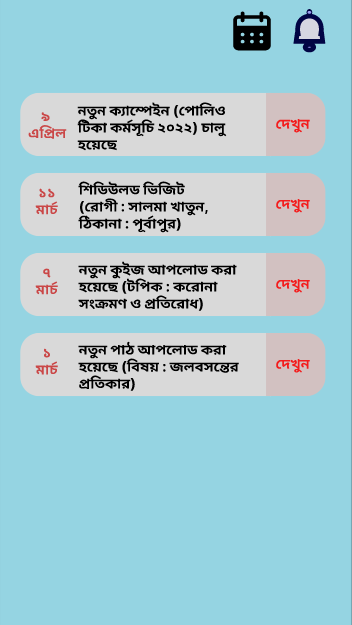 ৯
এপ্রিল
নতুন ক্যাম্পেইন (পোলিও
টিকা কর্মসূচি ২০২২) চালু
হয়েছে
দেখুন
১১
মার্চ
শিডিউলড ভিজিট
(রোগী : সালমা খাতুন,
ঠিকানা : পূর্বাপুর)
দেখুন
৭
মার্চ
নতুন কুইজ আপলোড করা
হয়েছে (টপিক : করোনা
সংক্রমণ ও প্রতিরোধ)
দেখুন
১
মার্চ
নতুন পাঠ আপলোড করা
হয়েছে (বিষয় : জলবসন্তের
প্রতিকার)
দেখুন